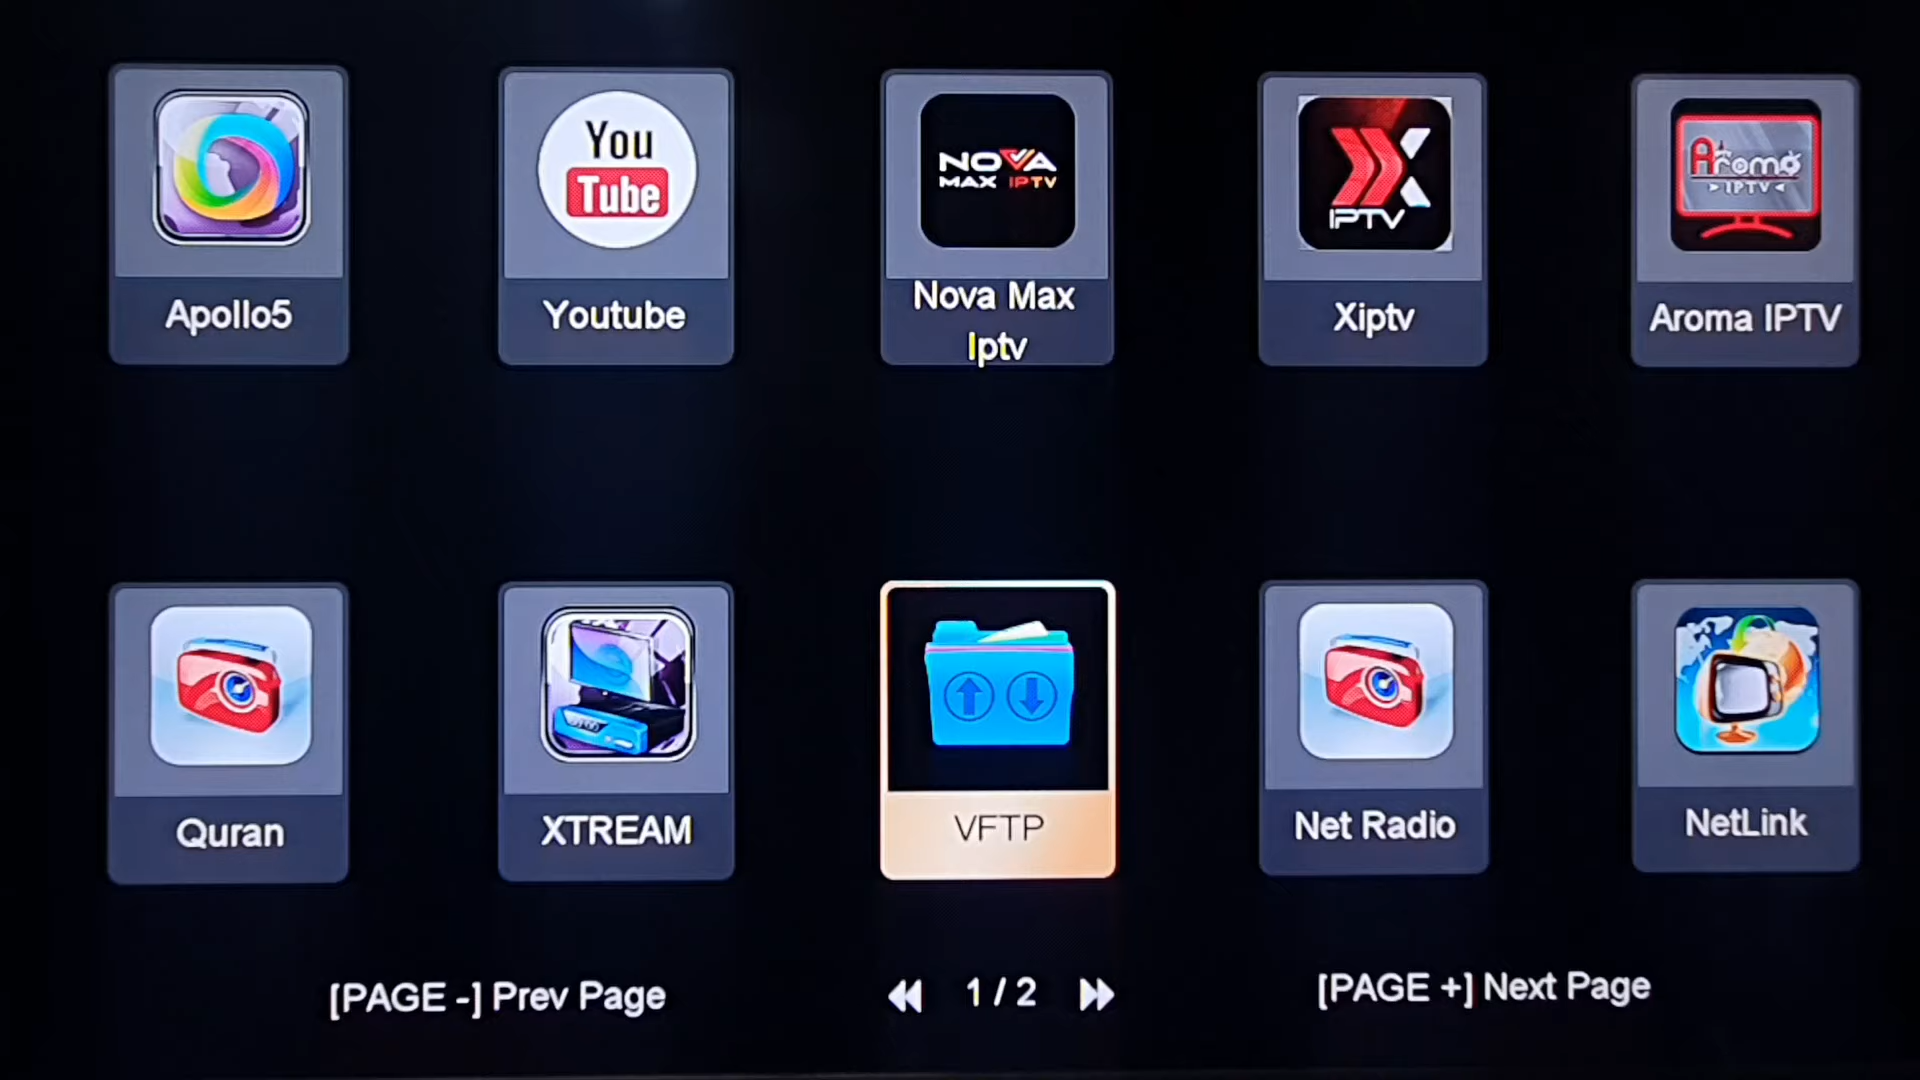 You
Tube
NOVA
MAX IPTV
IPTV
Aroma
IPTV
Apollo5
Youtube
Nova Max
Iptv
Xiptv
Aroma IPTV
Quran
XTREAM
VFTP
Net Radio
NetLink
[PAGE -] Prev Page
1 / 2
[PAGE +] Next Page